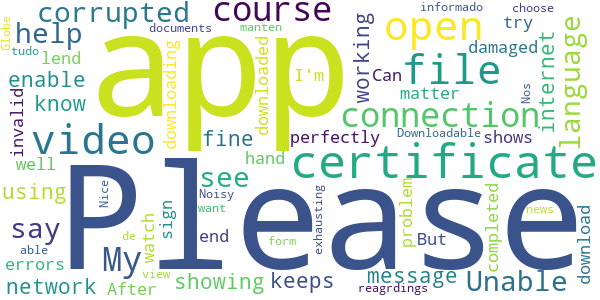 informado choose
corrupted course
Globe tudo documents manten open
help lend
app
I'm file try damaged
enable downloading downloaded working Can matter internet language
invalid know fine perfectly connection Nos
video Downloadable shows
well see hand certificate
using Please
say Nice watch sign Noisy exhausting problem completed download
My end want But
errors de able form news
network After view showing keeps message reagrdings Unable